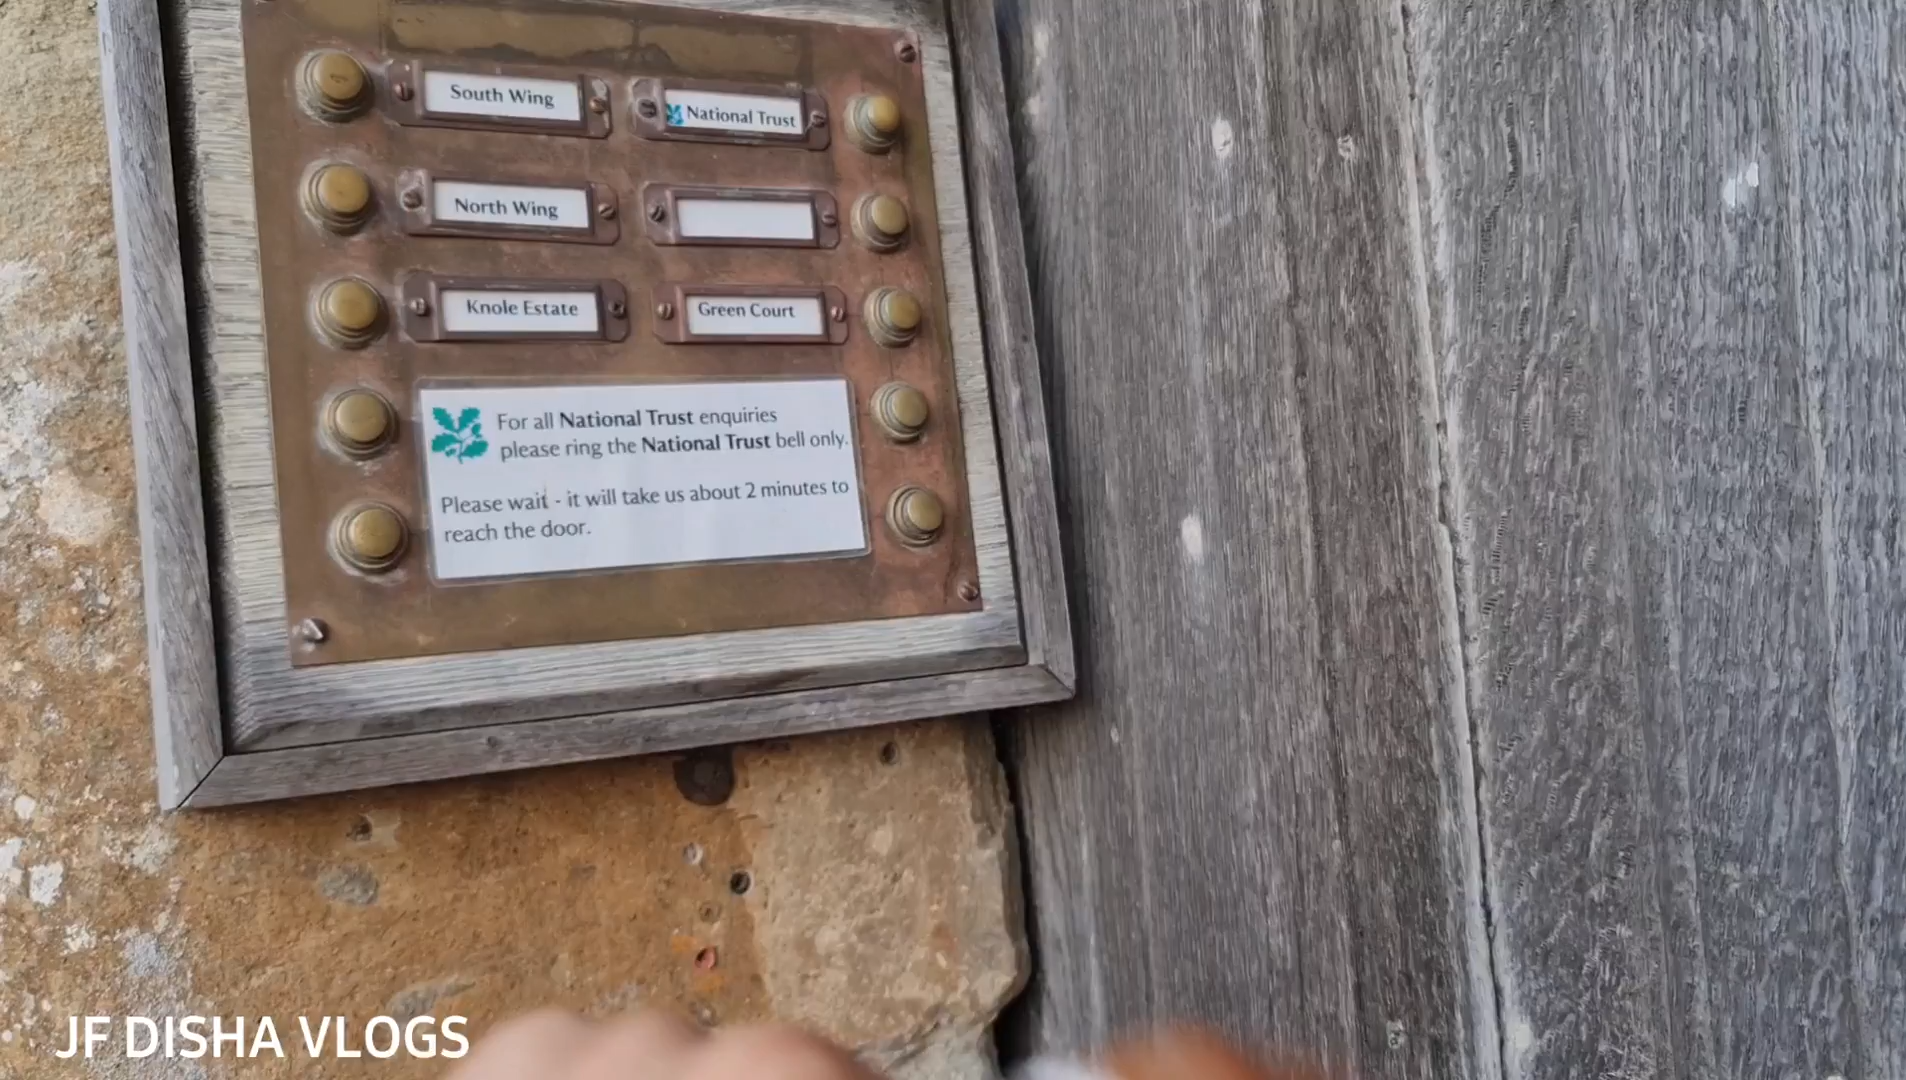 South Wing
National Trust
North Wing
Knole Estate
Green Court
For all National Trust enquiries
please ring the National Trust bell only.
Please wait - it will take us about 2 minutes to
reach the door.
JF DISHA VLOGS